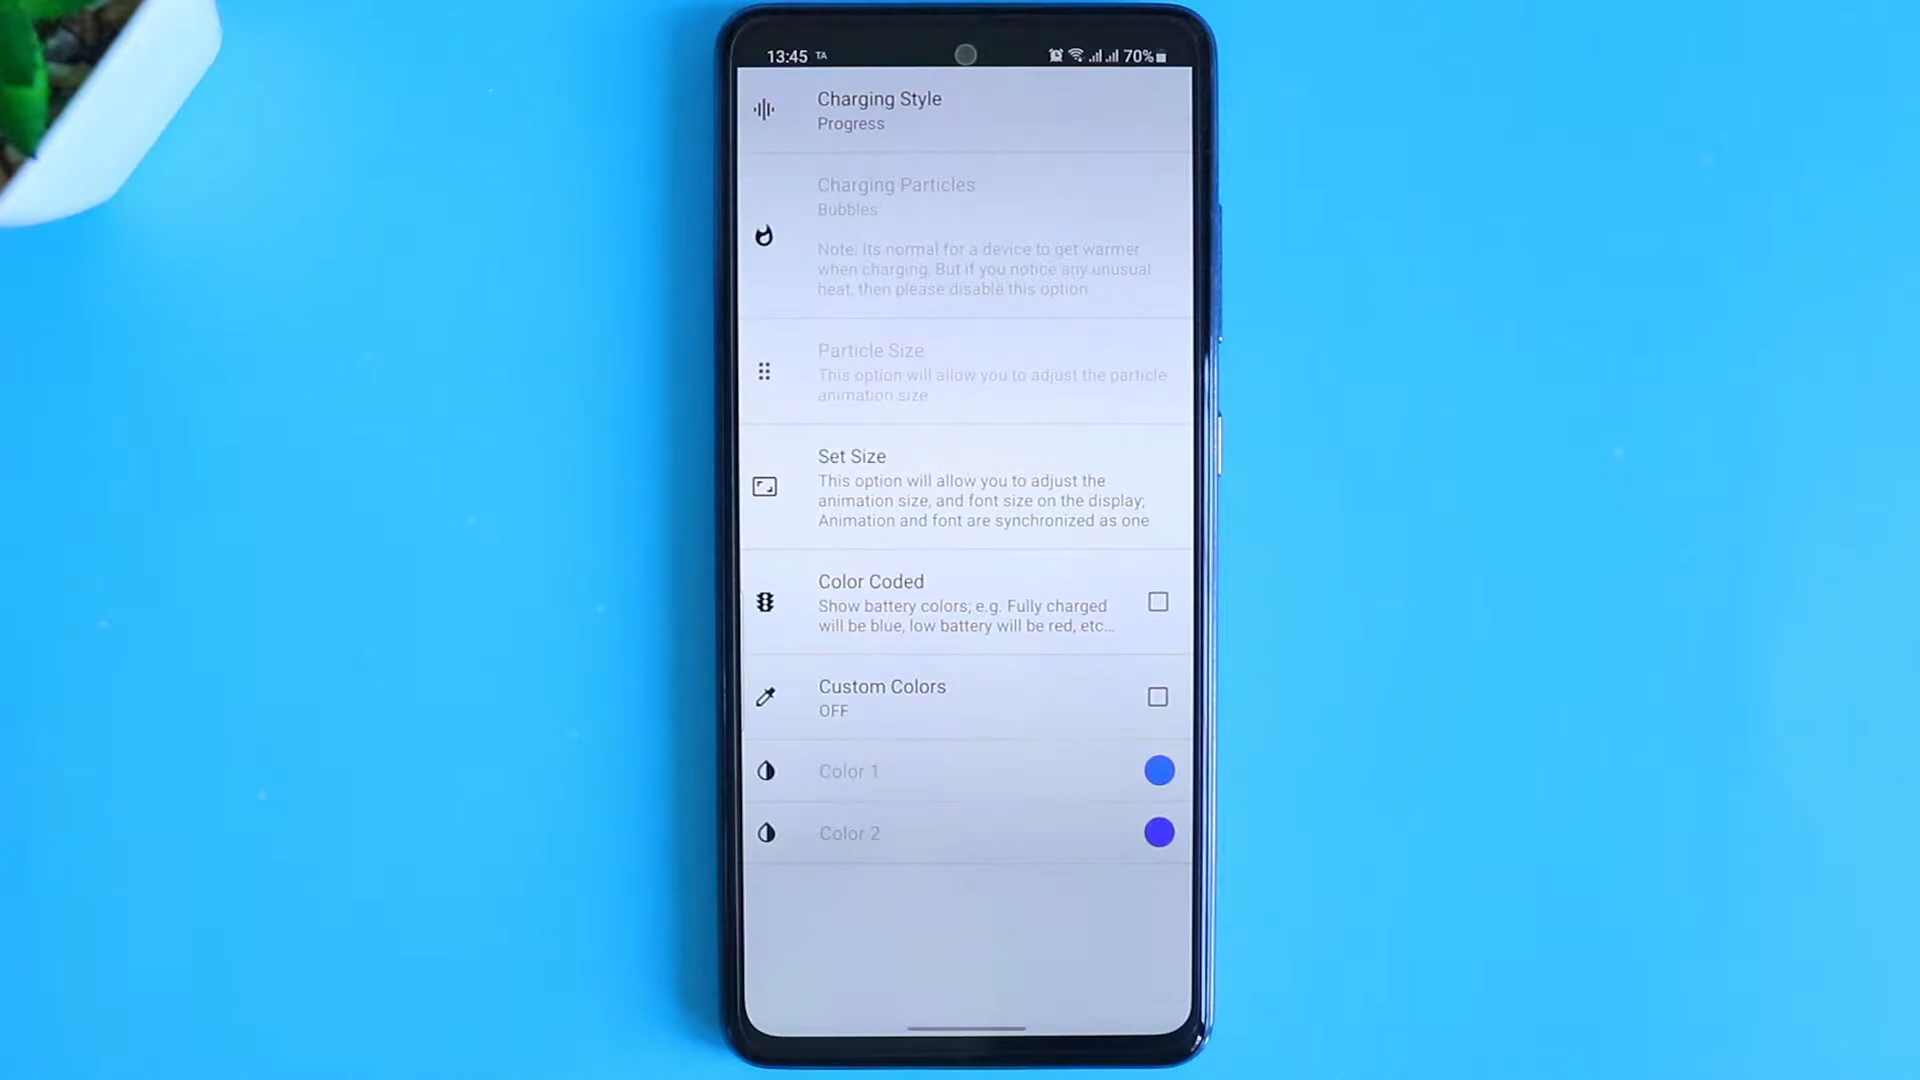 13:45 TA 70%
Charging Style
Progress
Charging Particles
Bubbles
Note: Its normal for a device to get warmer
when charging. But if you notice any unusual
heat, then please disable this option
Particle Size
This option will allow you to adjust the particle
animation size
Set Size
This option will allow you to adjust the
animation size, and font size on the display;
Animation and font are synchronized as one
Color Coded
Show battery colors; e.g. Fully charged
will be blue, low battery will be red, etc...
Custom Colors
OFF
Color 1
Color 2